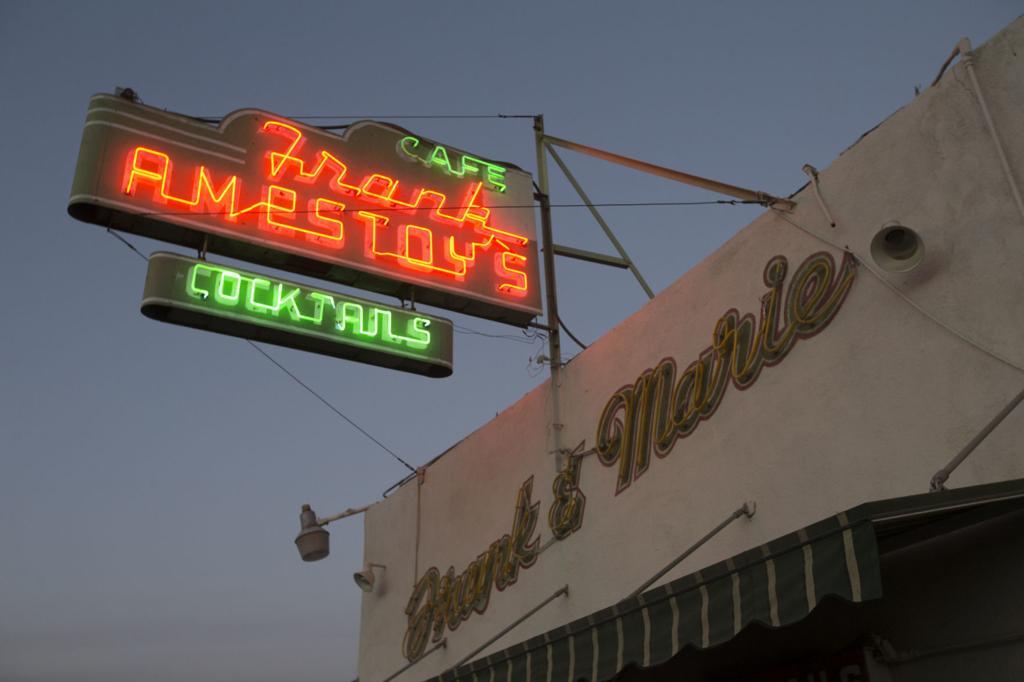 CAFE
Frank
AMESTOY'S
COCKTAILS
Frank & Marie